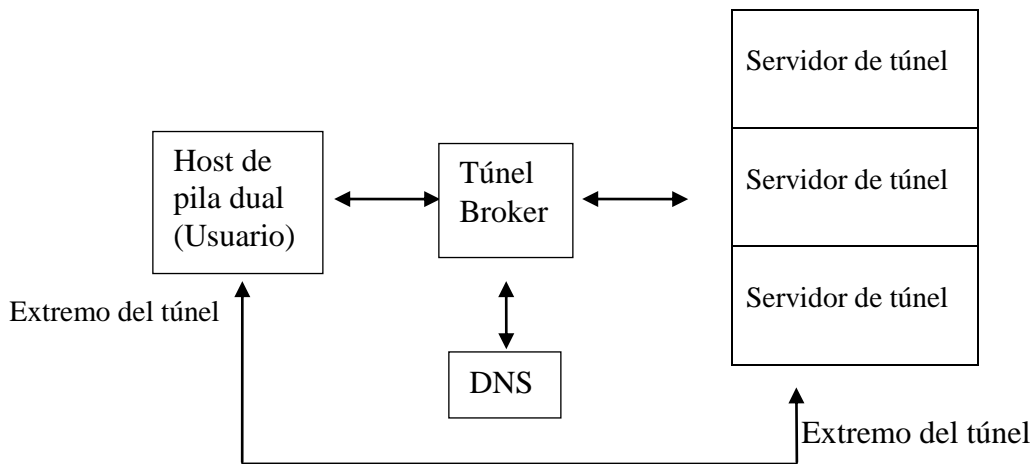 Servidor de túnel
Host de
pila dual
(Usuario)
Túnel
Broker
Servidor de túnel
Extremo del túnel
Servidor de túnel
DNS
Extremo del túnel